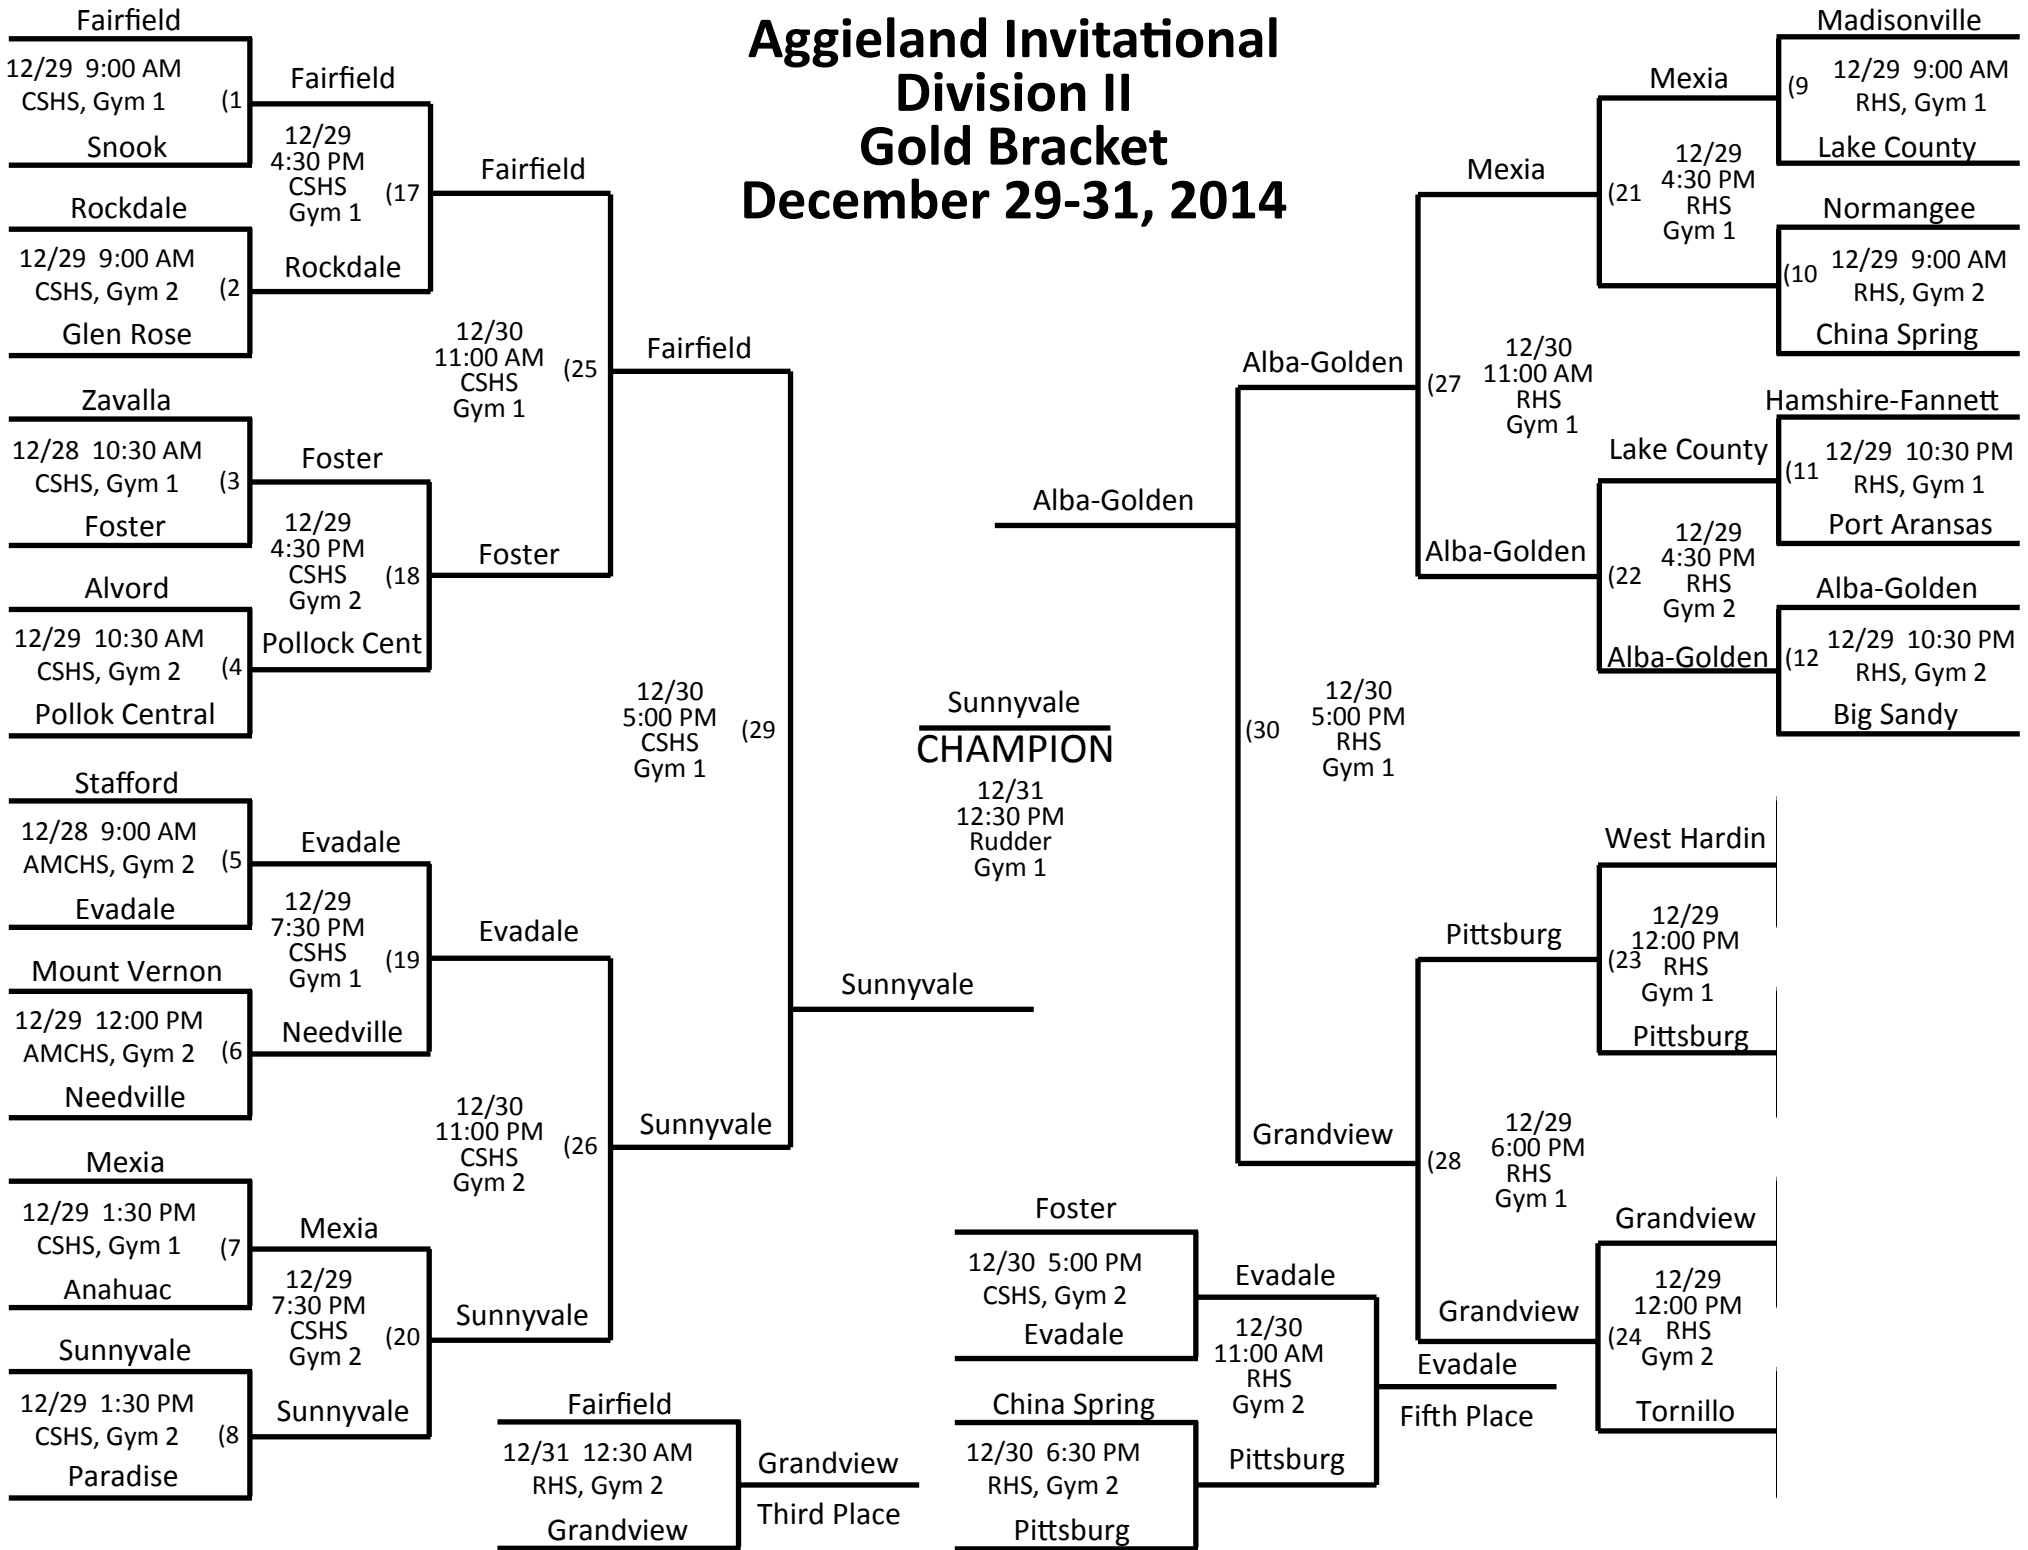 Aggieland Invitational
Division II
Gold Bracket
December 29-31, 2014
Fairfield
12/29 9:00 AM
CSHS, Gym 1
(1
Snook
Rockdale
12/29 9:00 AM
CSHS, Gym 2
(2
Glen Rose
Zavalla
12/28 10:30 AM
CSHS, Gym 1
(3
Foster
Alvord
12/29 10:30 AM
CSHS, Gym 2
(4
Pollok Central
Stafford
12/28 9:00 AM
AMCHS, Gym 2
(5
Evadale
Mount Vernon
12/29 12:00 PM
AMCHS, Gym 2
(6
Needville
Mexia
12/29 1:30 PM
CSHS, Gym 1
(7
Anahuac
Sunnyvale
12/29 1:30 PM
CSHS, Gym 2
(8
Paradise
Fairfield
12/29
4:30 PM
CSHS
Gym 1
(17
Rockdale
Foster
12/29
4:30 PM
CSHS
Gym 2
(18
Pollock Cent
Evadale
12/29
7:30 PM
CSHS
Gym 1
(19
Needville
Mexia
12/29
7:30 PM
CSHS
Gym 2
(20
Sunnyvale
Fairfield
12/30
11:00 AM
CSHS
Gym 1
(25
Foster
Evadale
12/30
11:00 PM
CSHS
Gym 2
(26
Sunnyvale
Fairfield
12/30
5:00 PM
CSHS
Gym 1
(29
Sunnyvale
Sunnyvale
Alba-Golden
Sunnyvale
CHAMPION
12/31
12:30 PM
Rudder
Gym 1
Alba-Golden
12/30
5:00 PM
RHS
Gym 1
(30
Grandview
Mexia
12/30
11:00 AM
RHS
Gym 1
(27
Alba-Golden
Pittsburg
12/29
6:00 PM
RHS
Gym 1
(28
Grandview
Mexia
12/29
4:30 PM
RHS
Gym 1
(21
Lake County
12/29
4:30 PM
RHS
Gym 2
(22
Alba-Golden
West Hardin
12/29
12:00 PM
RHS
Gym 1
(23
Pittsburg
Grandview
12/29
12:00 PM
RHS
Gym 2
(24
Tornillo
Madisonville
12/29 9:00 AM
RHS, Gym 1
(9
Lake County
Normangee
12/29 9:00 AM
RHS, Gym 2
(10
China Spring
Hamshire-Fannett
12/29 10:30 PM
RHS, Gym 1
(11
Port Aransas
Alba-Golden
12/29 10:30 PM
RHS, Gym 2
(12
Big Sandy
Fairfield
12/31 12:30 AM
RHS, Gym 2
Grandview
Grandview
Third Place
Foster
12/30 5:00 PM
CSHS, Gym 2
Evadale
China Spring
12/30 6:30 PM
RHS, Gym 2
Pittsburg
Evadale
12/30
11:00 AM
RHS
Gym 2
Pittsburg
Evadale
Fifth Place